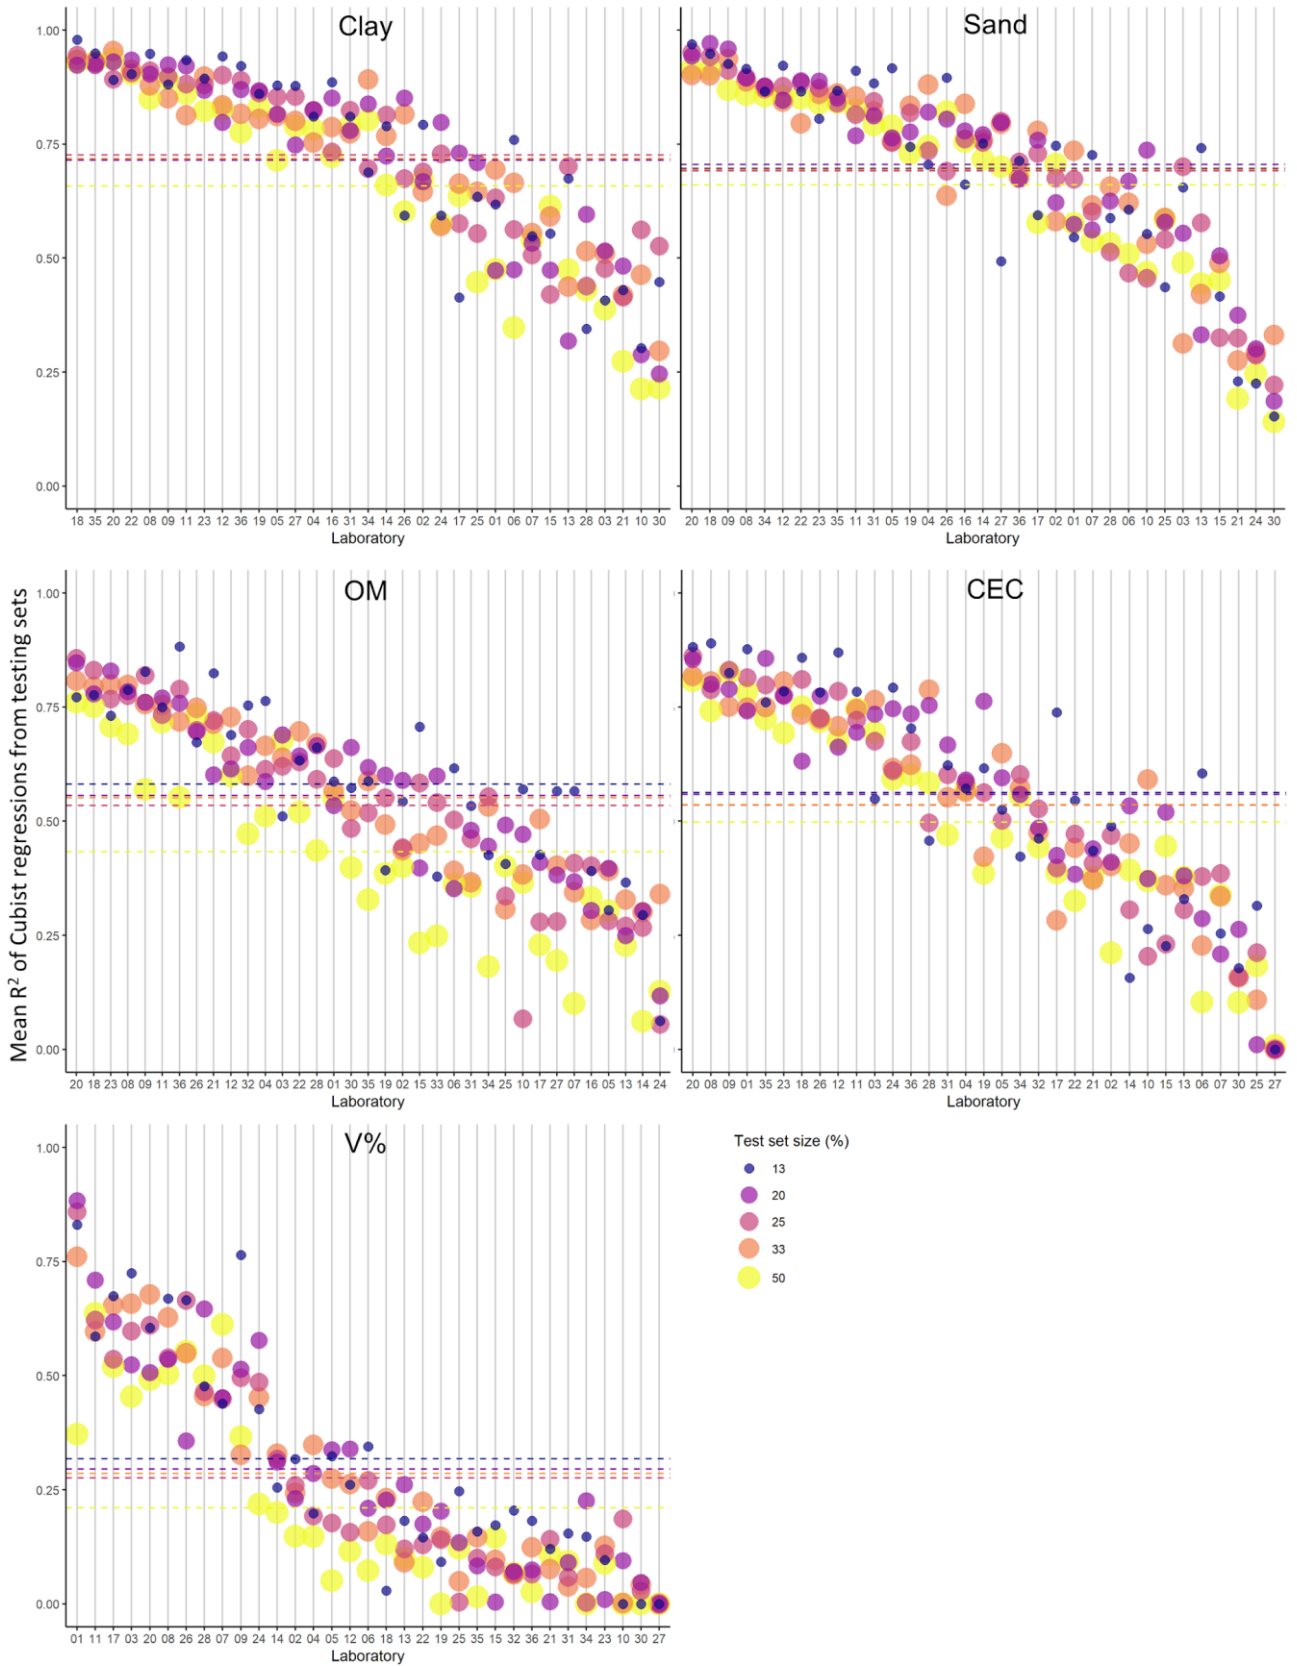 Clay
Sand
1.00
0.75
0.50
0.25
0.00
18 35 20 22 08 09 11 23 12 36 19 05 27 04 16 31 34 14 26 02 24 17 25 01 06 07 15 13 28 03 21 10 30
20 18 09 08 34 12 22 23 35 11 31 05 19 04 26 16 14 27 36 17 02 01 07 28 06 10 25 03 13 15 21 24 30
Laboratory
Laboratory
Mean R² of Cubist regressions from testing sets
OM
CEC
1.00
0.75
0.50
0.25
0.00
20 18 23 08 09 11 36 26 21 12 32 04 03 22 28 01 30 35 19 02 15 33 06 31 34 25 10 17 27 07 16 05 13 14 24
20 08 09 01 35 23 18 26 12 11 03 24 36 28 31 04 19 05 34 32 17 22 21 02 14 10 15 13 06 07 30 25 27
Laboratory
Laboratory
V%
1.00
0.75
0.50
0.25
0.00
01 11 17 03 20 08 26 28 07 09 24 14 02 04 05 12 06 18 13 22 19 25 35 15 32 36 21 31 34 23 10 30 27
Laboratory
Test set size (%)
13
20
25
33
50